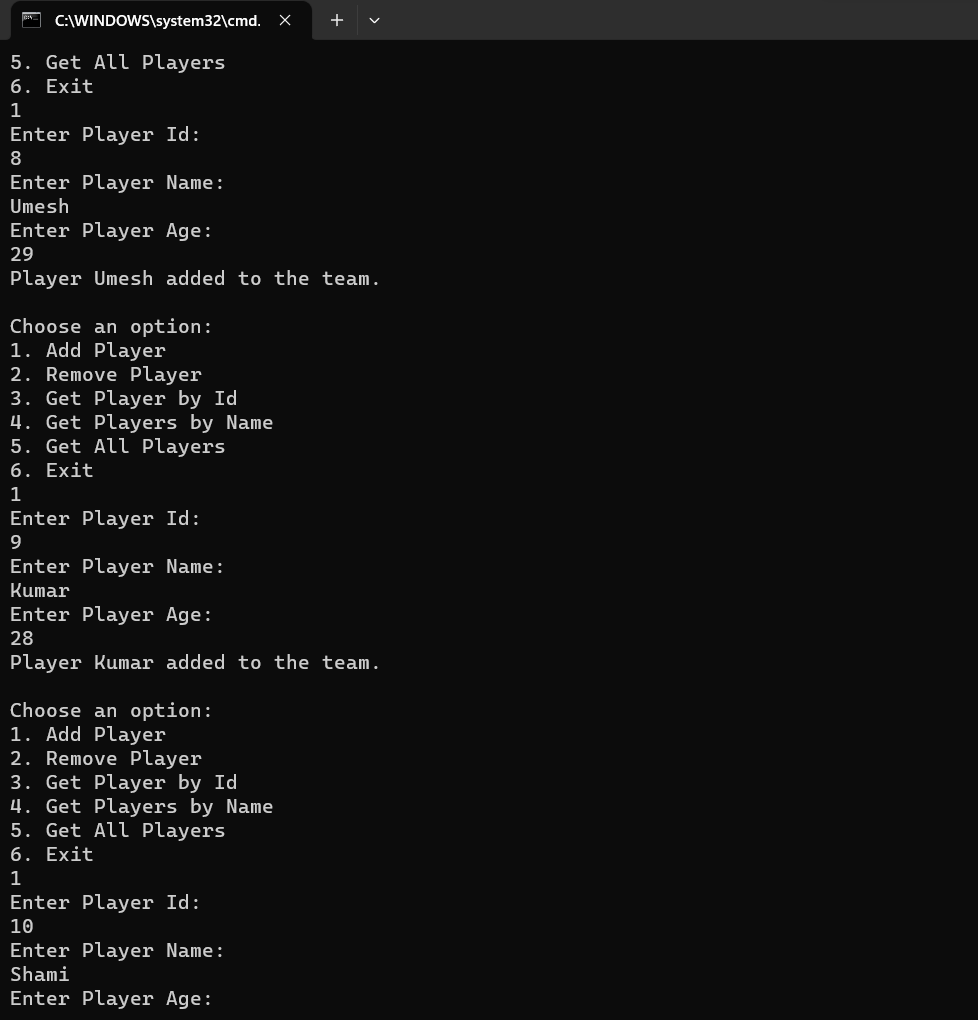 C:\WINDOWS\system32\cmd.
5. Get All Players
6. Exit
1
Enter Player Id:
8
Enter Player Name:
Umesh
Enter Player Age:
29
Player Umesh added to the team.

Choose an option:
1. Add Player
2. Remove Player
3. Get Player by Id
4. Get Players by Name
5. Get All Players
6. Exit
1
Enter Player Id:
9
Enter Player Name:
Kumar
Enter Player Age:
28
Player Kumar added to the team.

Choose an option:
1. Add Player
2. Remove Player
3. Get Player by Id
4. Get Players by Name
5. Get All Players
6. Exit
1
Enter Player Id:
10
Enter Player Name:
Shami
Enter Player Age: